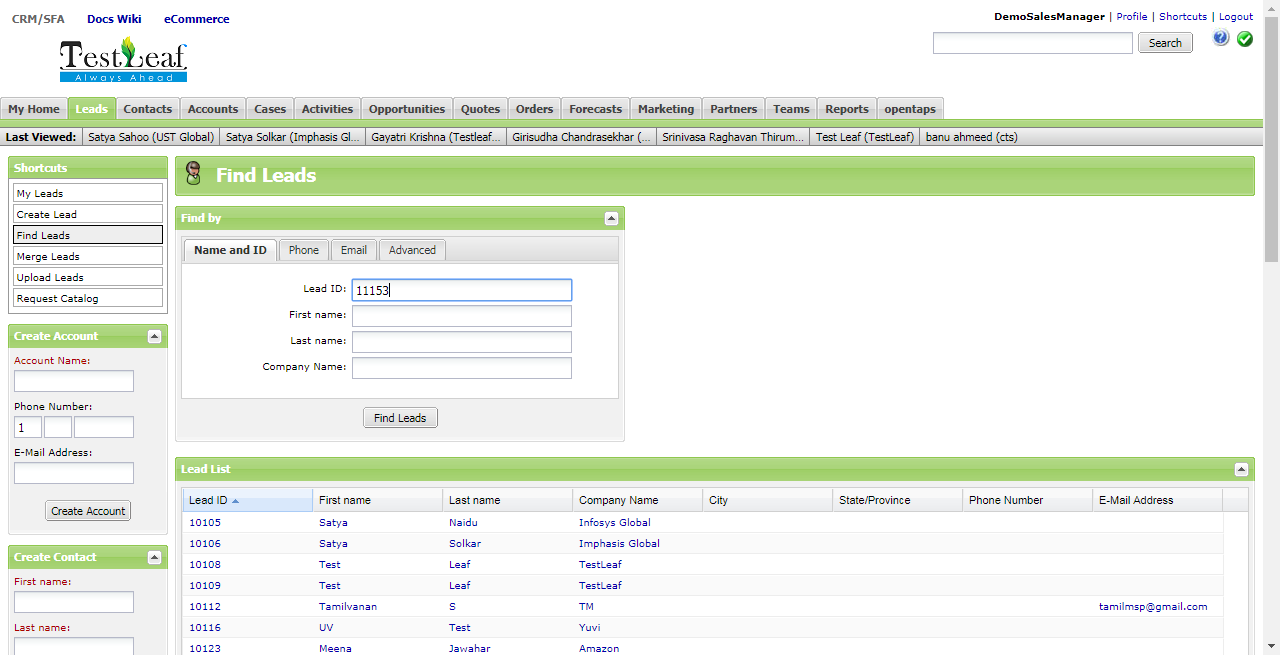 CRM/SFA Docs Wiki eCommerce
DemoSalesManager | Profile | Shortcuts | Logout
TestLeaf
Always Ahead
Search
My Home Leads Contacts Accounts Cases Activities Opportunities Quotes Orders Forecasts Marketing Partners Teams Reports opentaps
Last Viewed: Satya Sahoo (UST Global) Satya Solkar (Imphasis Gl... Gayatri Krishna (Testleaf... Girisudha Chandrasekhar (... Srinivasa Raghavan Thirum... Test Leaf (TestLeaf) banu ahmeed (cts)
Shortcuts
My Leads
Create Lead
Find Leads
Merge Leads
Upload Leads
Request Catalog
Create Account
Account Name:
Phone Number:
1
E-Mail Address:
Create Account
Create Contact
First name:
Last name:
Find Leads
Find by
Name and ID Phone Email Advanced
Lead ID: 11153
First name:
Last name:
Company Name:
Find Leads
Lead List
Lead ID First name Last name Company Name City State/Province Phone Number E-Mail Address
10105 Satya Naidu Infosys Global
10106 Satya Solkar Imphasis Global
10108 Test Leaf TestLeaf
10109 Test Leaf TestLeaf
10112 Tamilvanan S TM tamilmsp@gmail.com
10116 UV Test Yuvi
10123 Meena Jawahar Amazon